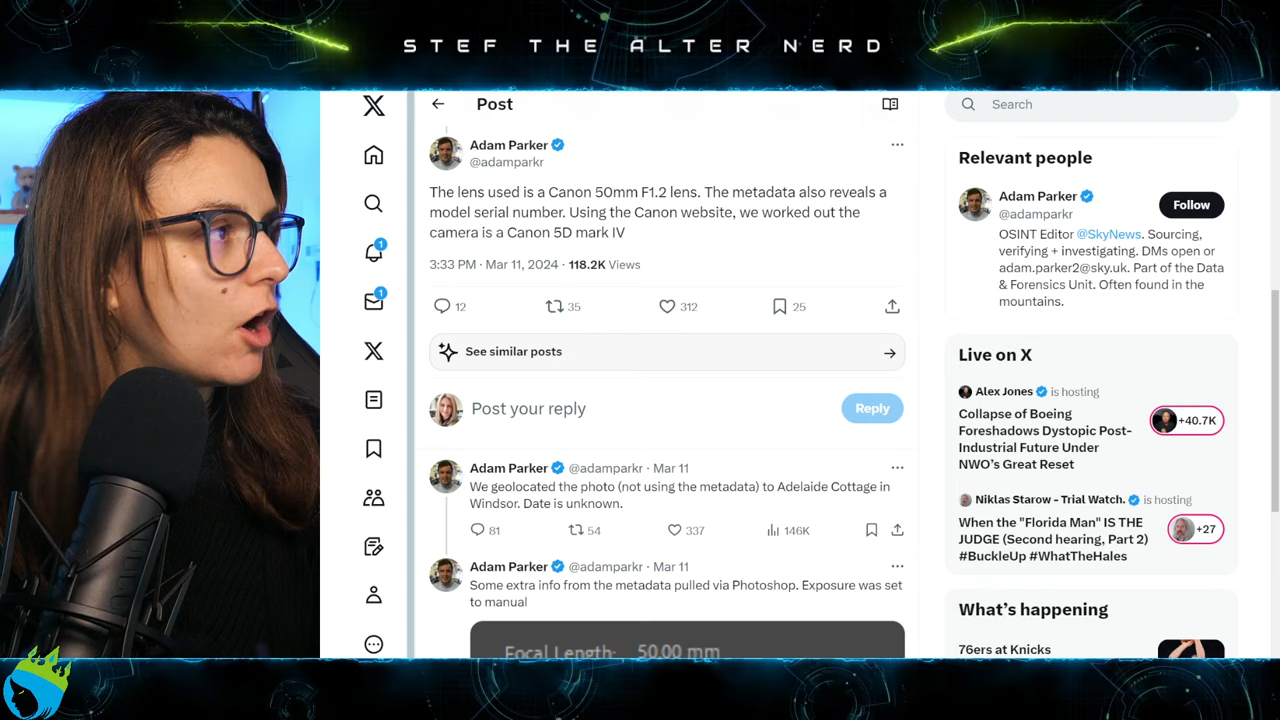 STEF THE ALTER NERD
Post
Search
Adam Parker
@adamparkr
The lens used is a Canon 50mm F1.2 lens. The metadata also reveals a
model serial number. Using the Canon website, we worked out the
camera is a Canon 5D mark IV
3:33 PM · Mar 11, 2024 · 118.2K Views
12 35 312 25
See similar posts
Post your reply
Reply
Adam Parker @adamparkr · Mar 11
We geolocated the photo (not using the metadata) to Adelaide Cottage in
Windsor. Date is unknown.
81 54 337 146K
Adam Parker @adamparkr · Mar 11
Some extra info from the metadata pulled via Photoshop. Exposure was set
to manual
Focal Length: 50.00 mm
1
1
Relevant people
Adam Parker
@adamparkr
Follow
OSINT Editor @SkyNews. Sourcing,
verifying + investigating. DMs open or
adam.parker2@sky.uk. Part of the Data
& Forensics Unit. Often found in the
mountains.
Live on X
Alex Jones is hosting
Collapse of Boeing
Foreshadows Dystopic Post-
Industrial Future Under
NWO's Great Reset
+40.7K
Niklas Starow - Trial Watch. is hosting
When the "Florida Man" IS THE
JUDGE (Second hearing, Part 2)
#BuckleUp #WhatTheHales
+27
What's happening
76ers at Knicks